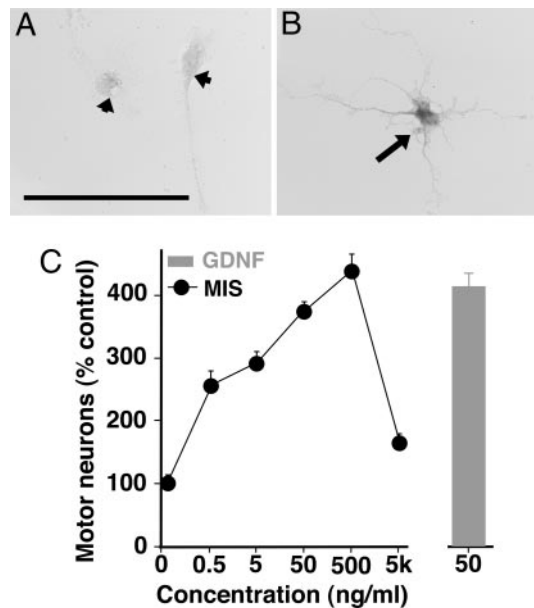 A
B
C
GDNF
MIS
Motor neurons (% control)
400
300
200
100
0
0 0.5 5 50 500 5k 50
Concentration (ng/ml)